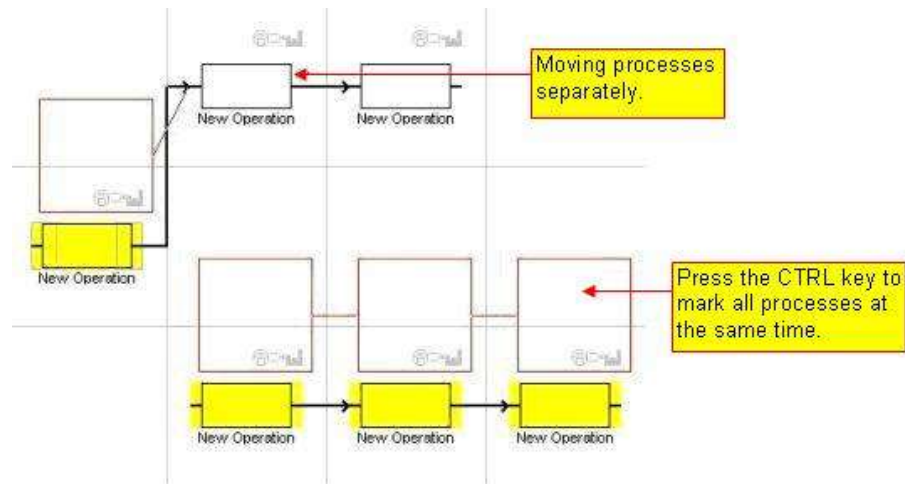 Moving processes
separately.
New Operation
New Operation
New Operation
Press the CTRL key to
mark all processes at
the same time.
New Operation
New Operation
New Operation